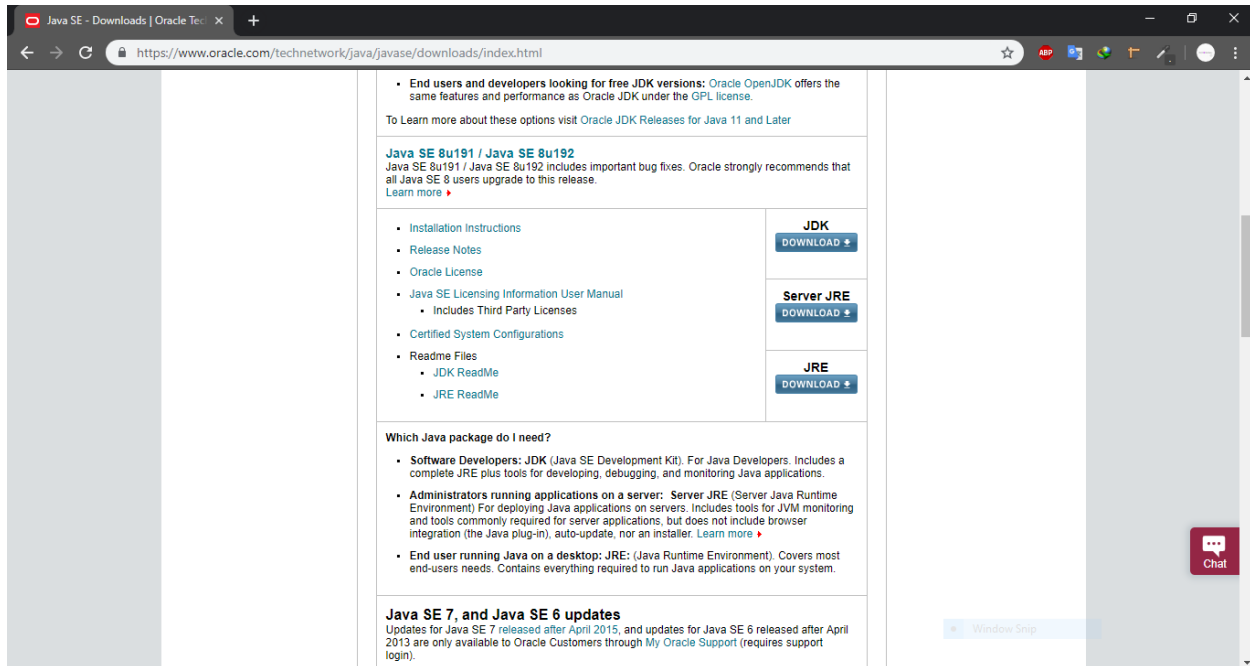 Java SE - Downloads | Oracle Tec
https://www.oracle.com/technetwork/java/javase/downloads/index.html
ABP
End users and developers looking for free JDK versions: Oracle OpenJDK offers the
same features and performance as Oracle JDK under the GPL license.
To Learn more about these options visit Oracle JDK Releases for Java 11 and Later
Java SE 8u191 / Java SE 8u192
Java SE 8u191 / Java SE 8u192 includes important bug fixes. Oracle strongly recommends that
all Java SE 8 users upgrade to this release.
Learn more
Installation Instructions
Release Notes
Oracle License
Java SE Licensing Information User Manual
Includes Third Party Licenses
Certified System Configurations
Readme Files
JDK ReadMe
JRE ReadMe
JDK
DOWNLOAD
Server JRE
DOWNLOAD
JRE
DOWNLOAD
Which Java package do I need?
Software Developers: JDK (Java SE Development Kit). For Java Developers. Includes a
complete JRE plus tools for developing, debugging, and monitoring Java applications.
Administrators running applications on a server: Server JRE (Server Java Runtime
Environment) For deploying Java applications on servers. Includes tools for JVM monitoring
and tools commonly required for server applications, but does not include browser
integration (the Java plug-in), auto-update, nor an installer. Learn more
End user running Java on a desktop: JRE: (Java Runtime Environment). Covers most
end-users needs. Contains everything required to run Java applications on your system.
Chat
Java SE 7, and Java SE 6 updates
Updates for Java SE 7 released after April 2015, and updates for Java SE 6 released after April
2013 are only available to Oracle Customers through My Oracle Support (requires support
login).
Window Snip